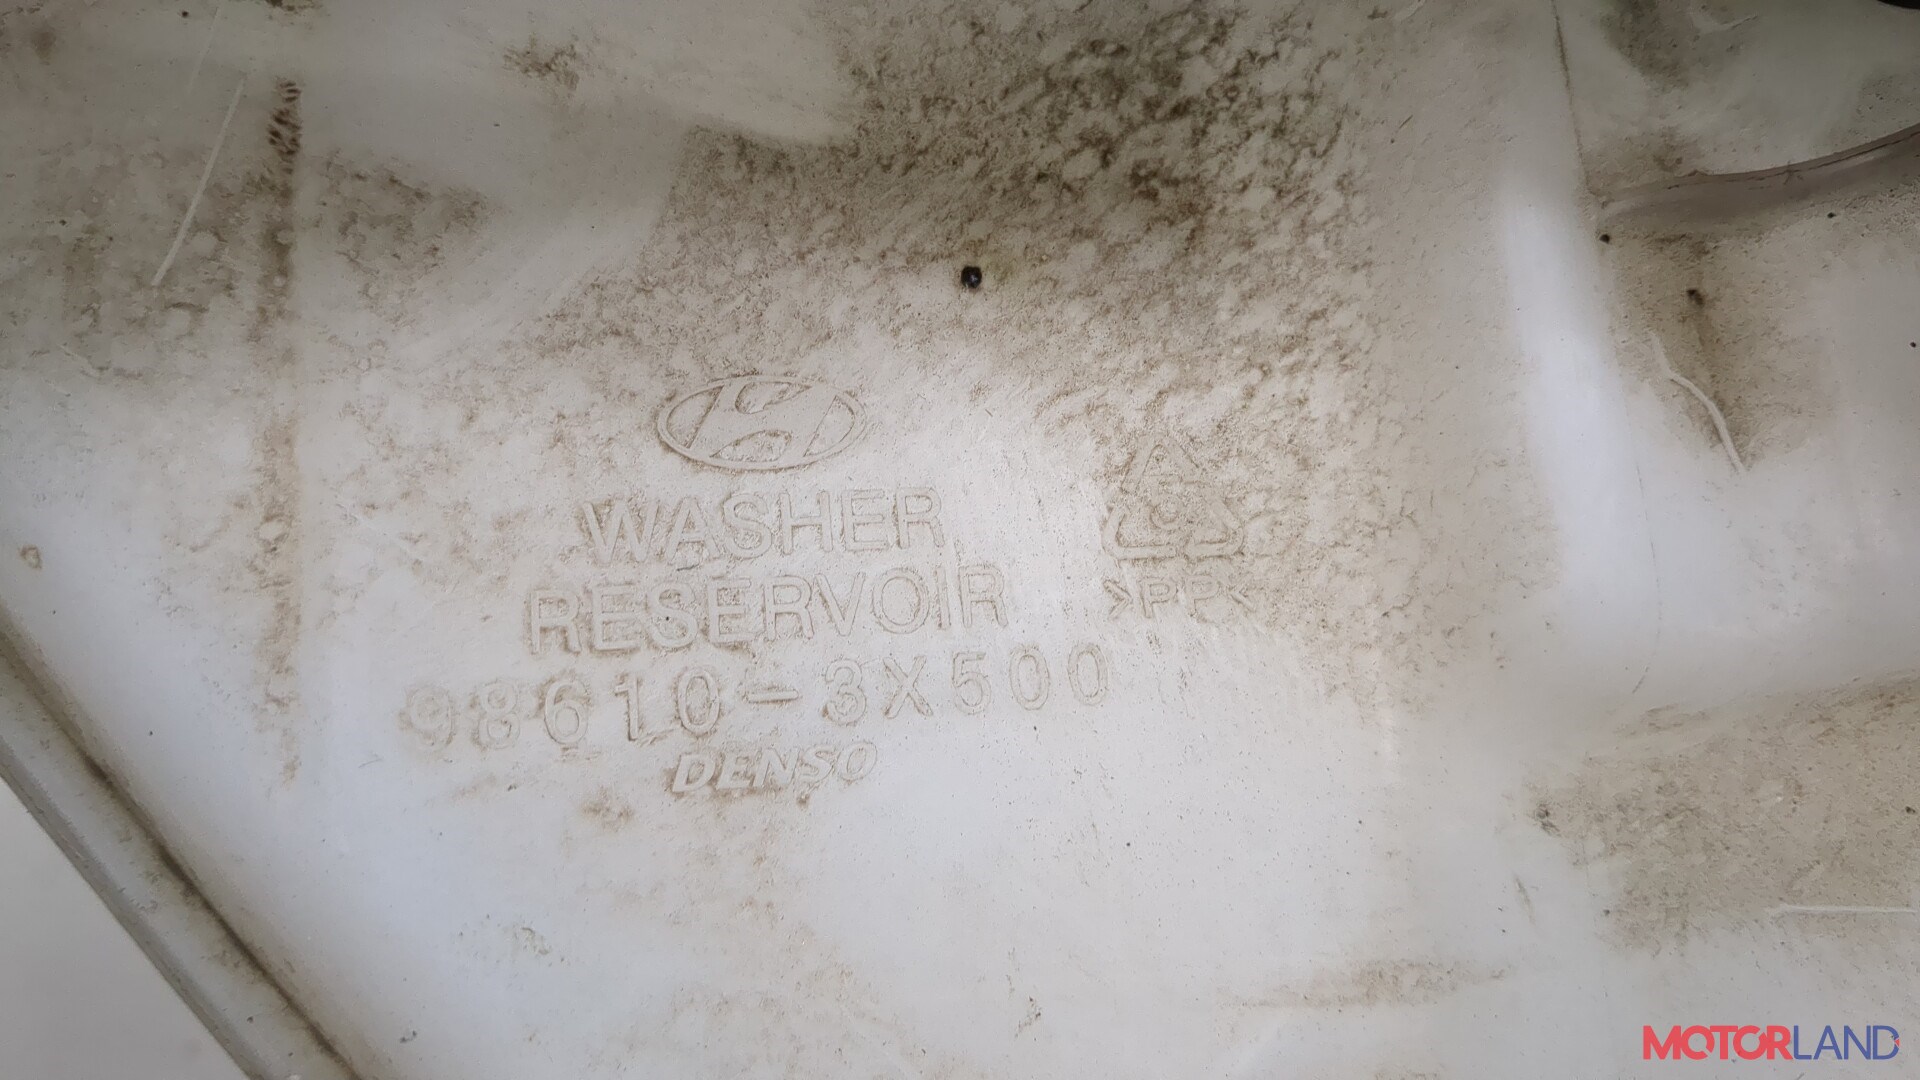 WASHER
RESERVOIR
>PP<
98610-3X500
DENSO
MOTORLAND